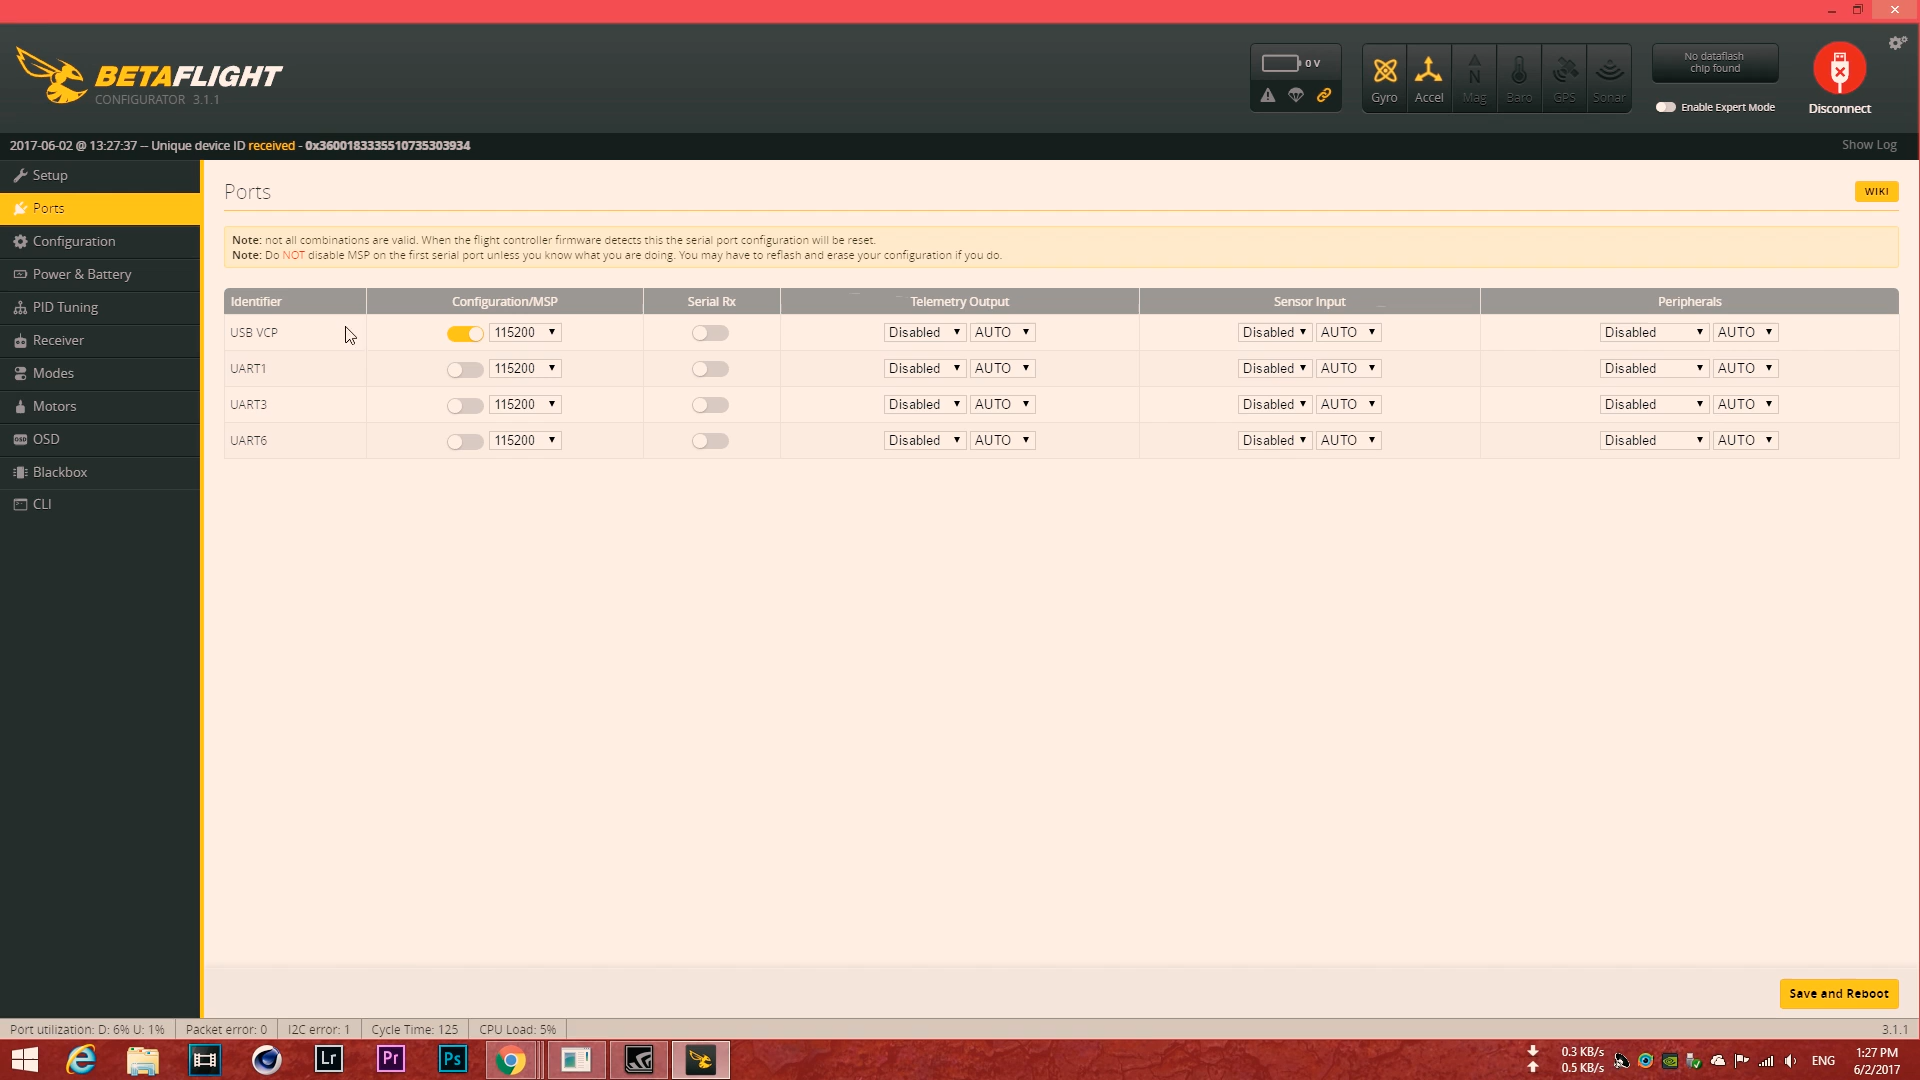 BETAFLIGHT
CONFIGURATOR 3.1.1
0 V
Gyro Accel Mag Baro GPS Sonar
No dataflash
chip found
Enable Expert Mode
Disconnect
2017-06-02 @ 13:27:37 -- Unique device ID received - 0x3600183335510735303934
Show Log
Setup
Ports
Configuration
Power & Battery
PID Tuning
Receiver
Modes
Motors
OSD
Blackbox
CLI
Ports
WIKI
Note: not all combinations are valid. When the flight controller firmware detects this the serial port configuration will be reset.
Note: Do NOT disable MSP on the first serial port unless you know what you are doing. You may have to reflash and erase your configuration if you do.
Identifier Configuration/MSP Serial Rx Telemetry Output Sensor Input Peripherals
USB VCP 115200 Disabled AUTO Disabled AUTO Disabled AUTO
UART1 115200 Disabled AUTO Disabled AUTO Disabled AUTO
UART3 115200 Disabled AUTO Disabled AUTO Disabled AUTO
UART6 115200 Disabled AUTO Disabled AUTO Disabled AUTO
Save and Reboot
Port utilization: D: 6% U: 1% Packet error: 0 I2C error: 1 Cycle Time: 125 CPU Load: 5% 3.1.1
Lr Pr Ps
0.3 KB/s
0.5 KB/s
ENG
1:27 PM
6/2/2017